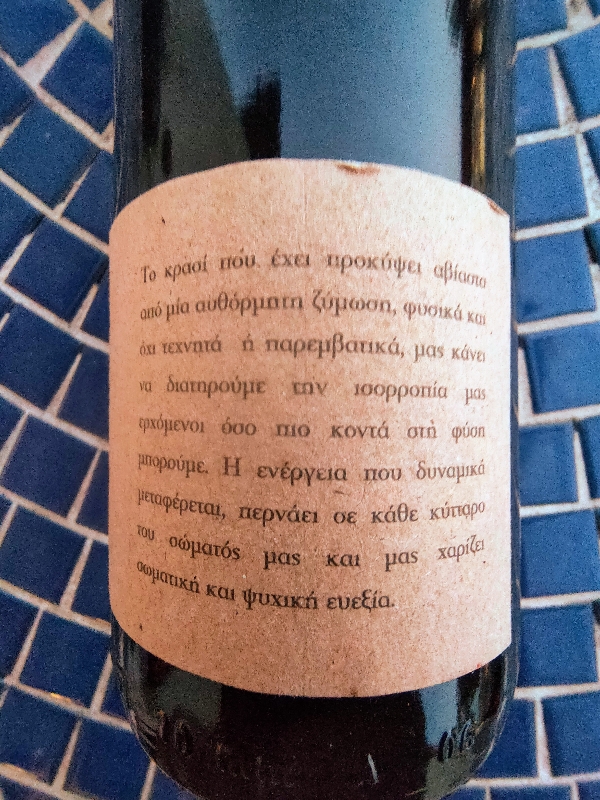 Το κρασί που έχει προκύψει αβίαστα
από μία αυθόρμητη ζύμωση, φυσικά και
όχι τεχνητά ή παρεμβατικά, μας κάνει
να διατηρούμε την ισορροπία μας
ερχόμενοι όσο πιο κοντά στη φύση
μπορούμε. Η ενέργεια που δυναμικά
μεταφέρεται, περνάει σε κάθε κύτταρο
του σώματός μας και μας χαρίζει
σωματική και ψυχική ευεξία.